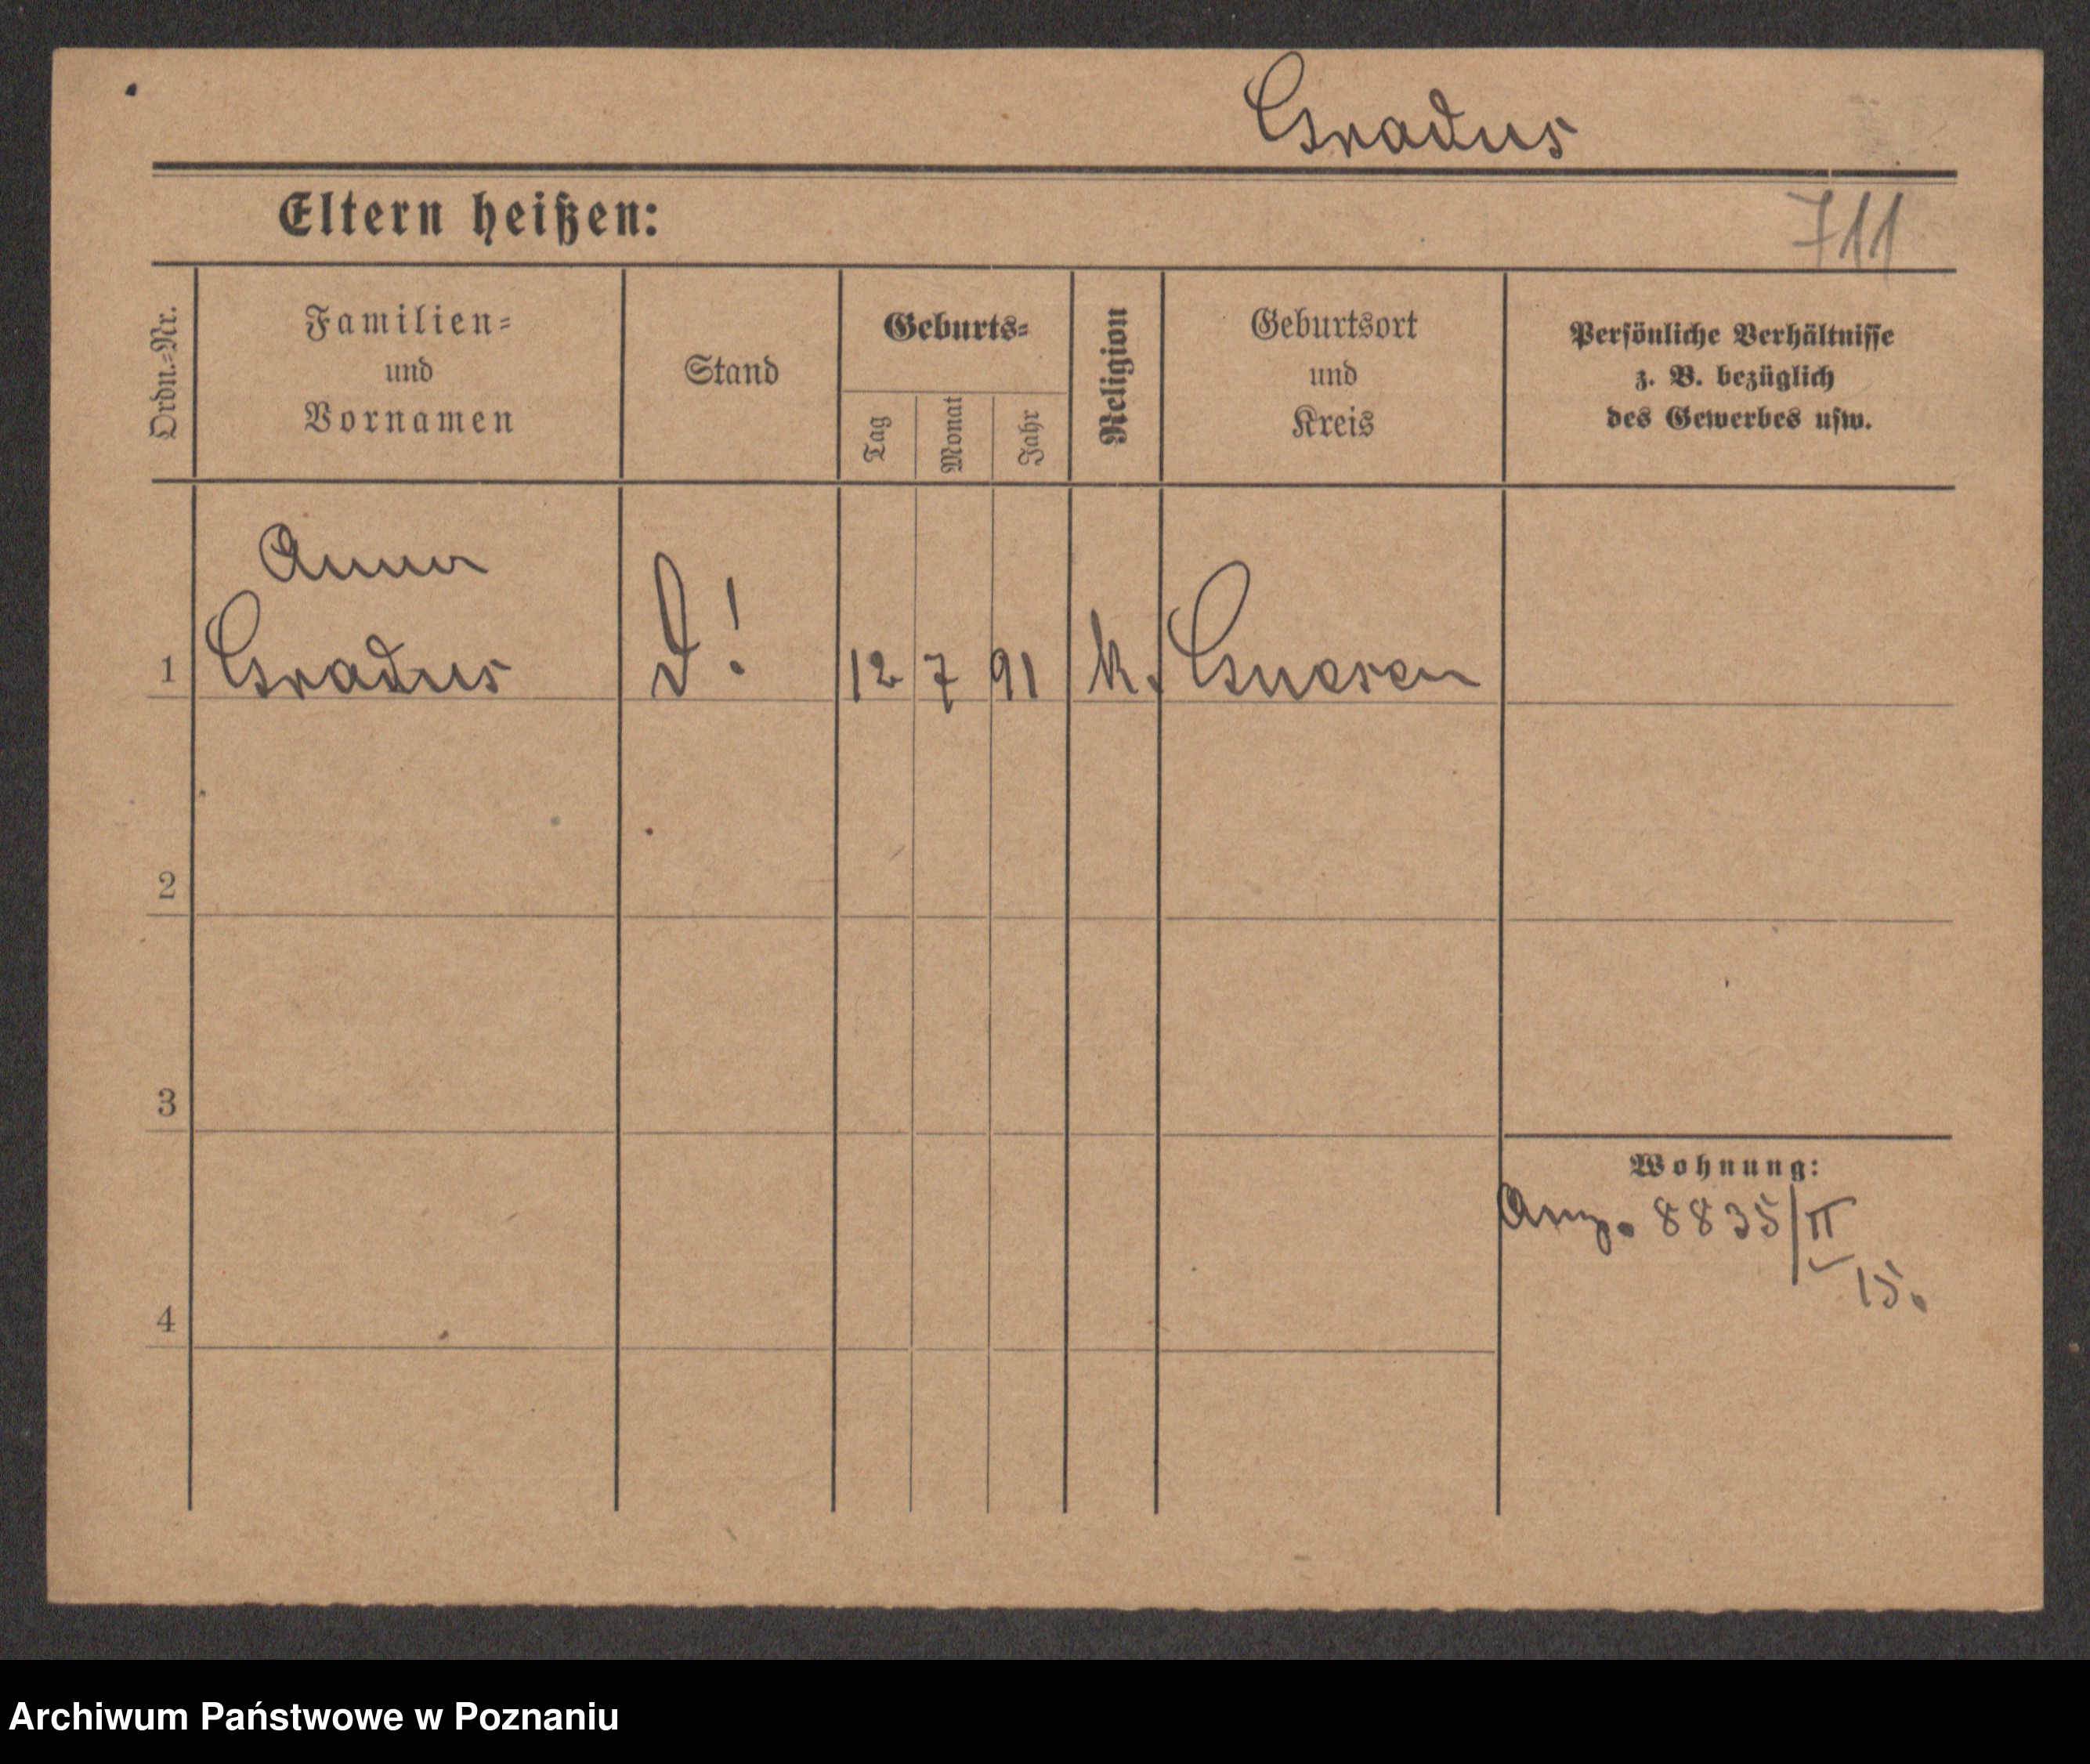 Gradus
Eltern heißen:
711
Ordn.-Nr.
Familien-
und
Vornamen
Stand
Geburts-
Tag
Monat
Jahr
Religion
Geburtsort
und
Kreis
Persönliche Verhältnisse
z. B. bezüglich
des Gewerbes usw.
Anna
1 Gradus D! 12 7 91 k. Gnesen
2
3
Wohnung:
Anz. 8835/II
15.
4
Archiwum Państwowe w Poznaniu